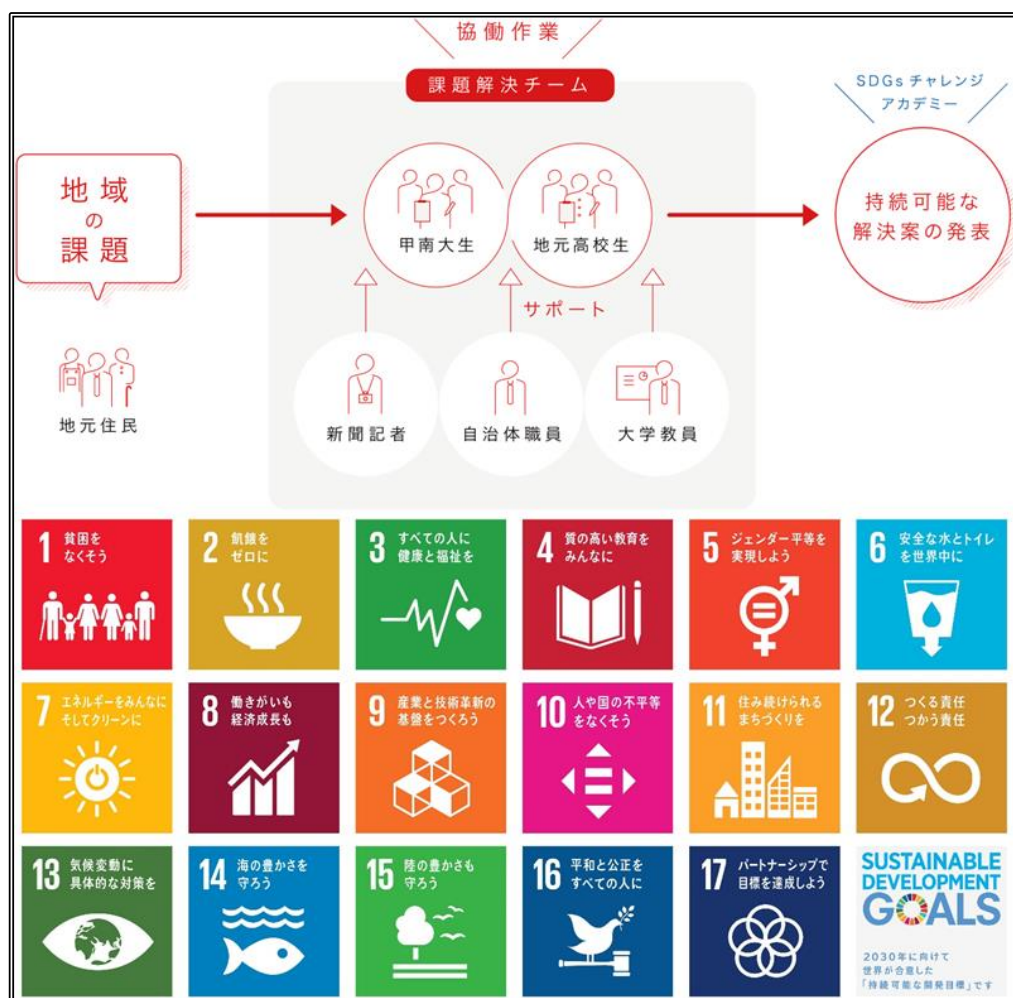 協働作業
課題解決チーム
SDGsチャレンジ
アカデミー
地域
の
課題
甲南大生
地元高校生
持続可能な
解決案の発表
サポート
地元住民
新聞記者
自治体職員
大学教員
1 貧困を
なくそう
2 飢餓を
ゼロに
3 すべての人に
健康と福祉を
4 質の高い教育を
みんなに
5 ジェンダー平等を
実現しよう
6 安全な水とトイレ
を世界中に
7 エネルギーをみんなに
そしてクリーンに
8 働きがいも
経済成長も
9 産業と技術革新の
基盤をつくろう
10 人や国の不平等
をなくそう
11 住み続けられる
まちづくりを
12 つくる責任
つかう責任
13 気候変動に
具体的な対策を
14 海の豊かさを
守ろう
15 陸の豊かさも
守ろう
16 平和と公正を
すべての人に
17 パートナーシップで
目標を達成しよう
SUSTAINABLE
DEVELOPMENT
GOALS
2030年に向けて
世界が合意した
「持続可能な開発目標」です